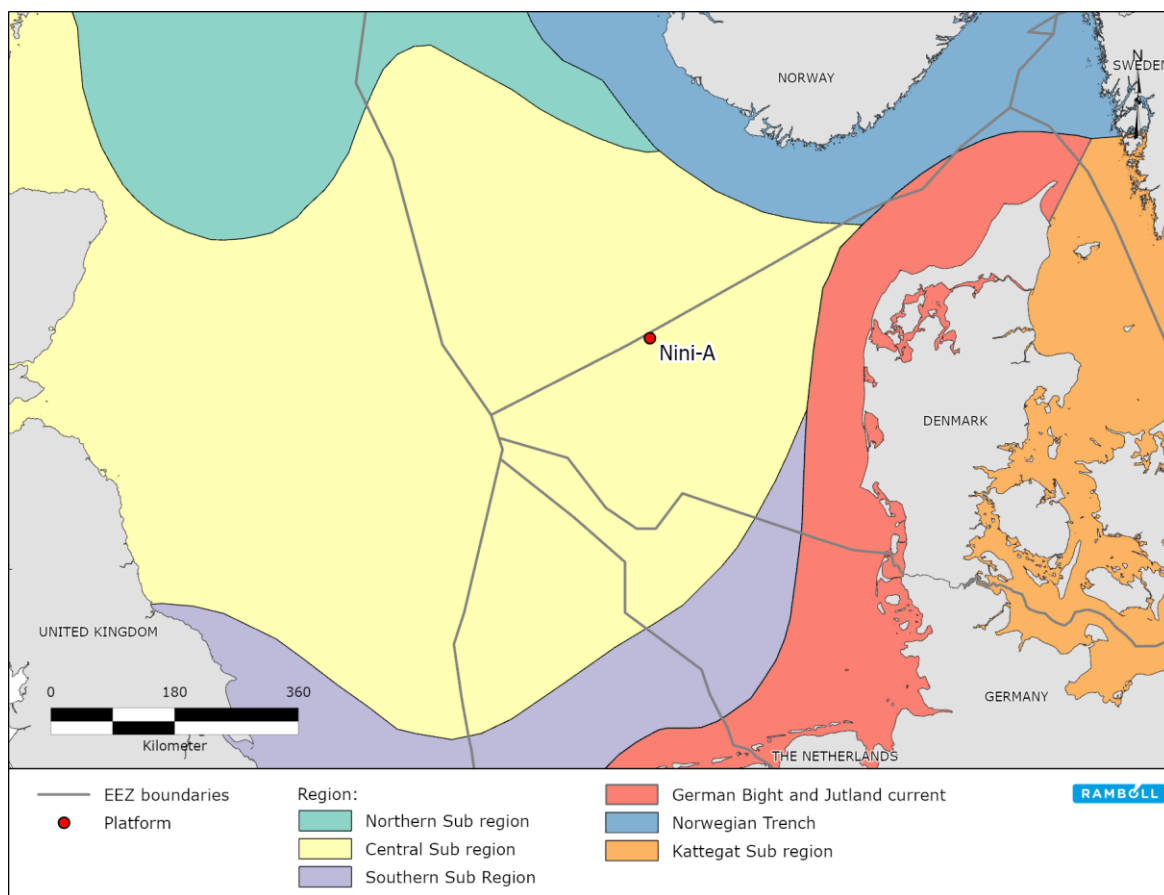 NORWAY
SWEDEN
N
Nini-A
DENMARK
UNITED KINGDOM
GERMANY
THE NETHERLANDS
0 180 360
Kilometer
EEZ boundaries
Platform
Region:
Northern Sub region
Central Sub region
Southern Sub Region
German Bight and Jutland current
Norwegian Trench
Kattegat Sub region
RAMBOLL